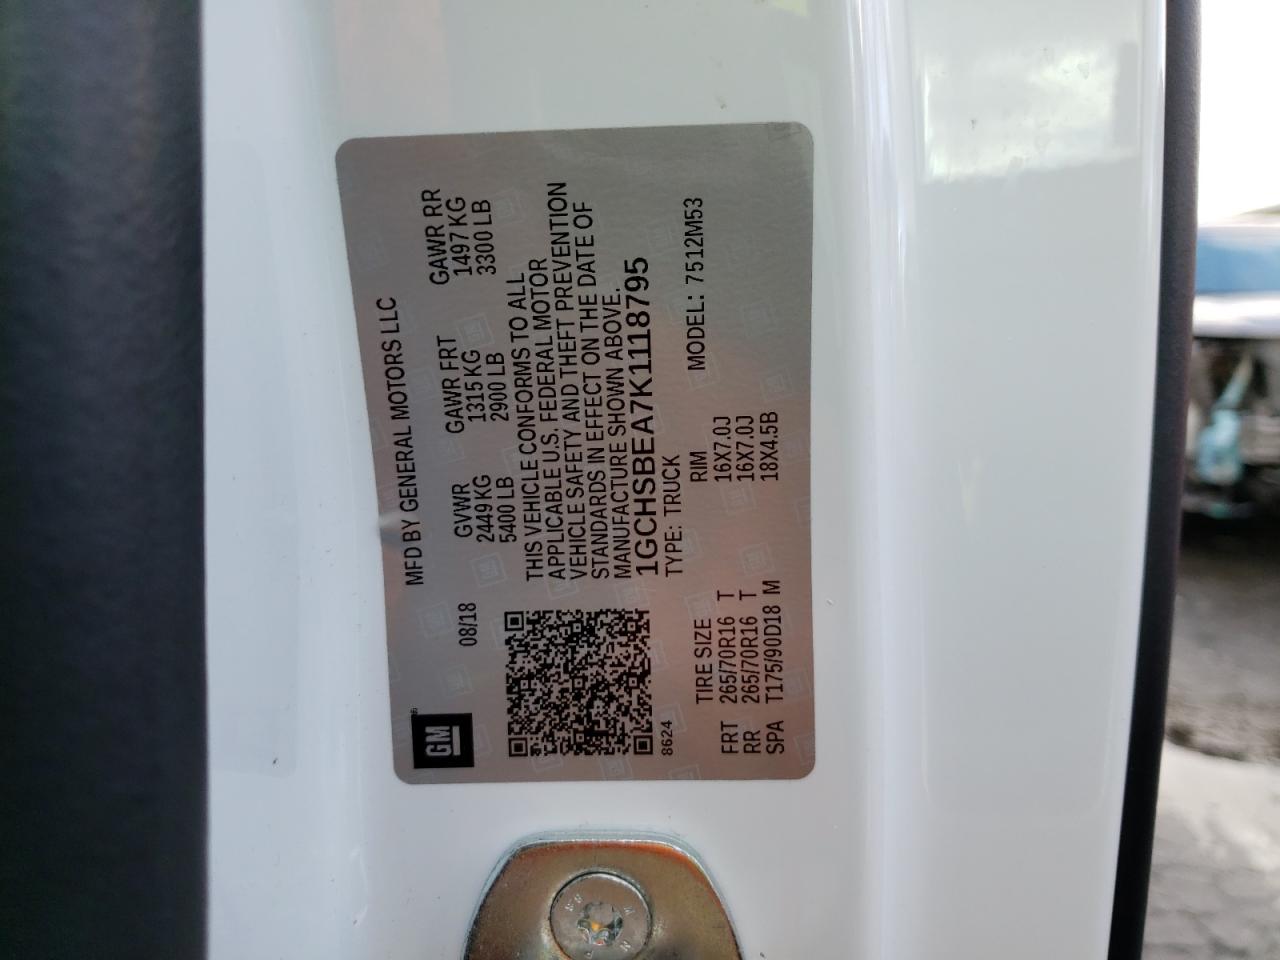 MFD BY GENERAL MOTORS LLC
GM
08/18
GVWR GAWR FRT GAWR RR
2449 KG 1315 KG 1497 KG
5400 LB 2900 LB 3300 LB
THIS VEHICLE CONFORMS TO ALL
APPLICABLE U.S. FEDERAL MOTOR
VEHICLE SAFETY AND THEFT PREVENTION
STANDARDS IN EFFECT ON THE DATE OF
MANUFACTURE SHOWN ABOVE.
1GCHSBEA7K1118795
8624 TYPE: TRUCK
TIRE SIZE RIM MODEL: 7512M53
FRT 265/70R16 T 16X7.0J
RR 265/70R16 T 16X7.0J
SPA T175/90D18 M 18X4.5B